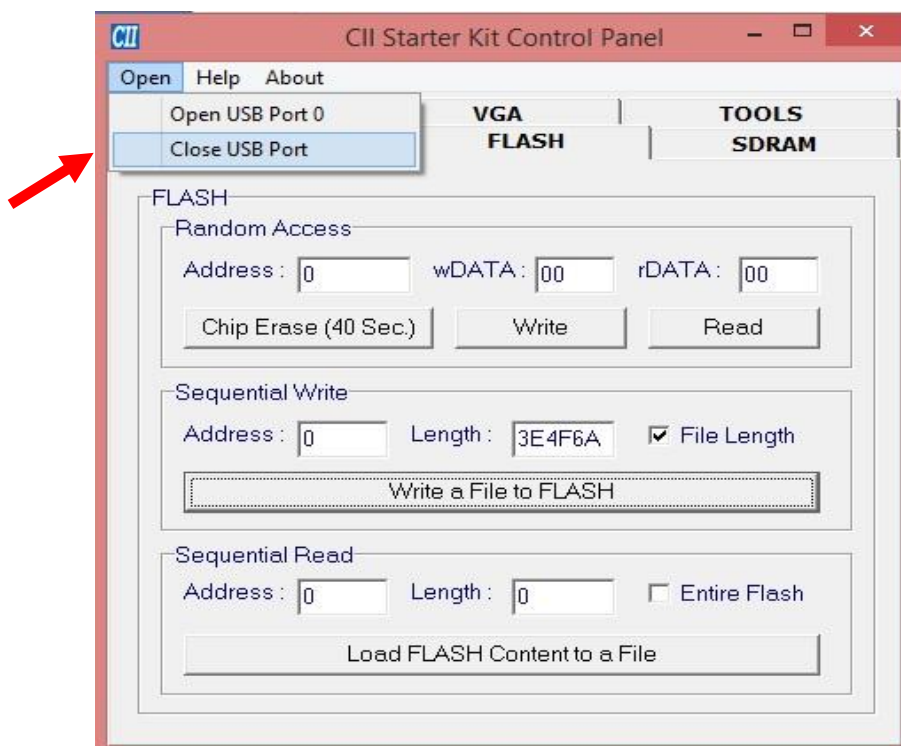 CII
CII Starter Kit Control Panel
Open Help About
Open USB Port 0
Close USB Port
VGA TOOLS
FLASH SDRAM
FLASH
Random Access
Address : 0 wDATA : 00 rDATA : 00
Chip Erase (40 Sec.) Write Read
Sequential Write
Address : 0 Length : 3E4F6A File Length
Write a File to FLASH
Sequential Read
Address : 0 Length : 0 Entire Flash
Load FLASH Content to a File